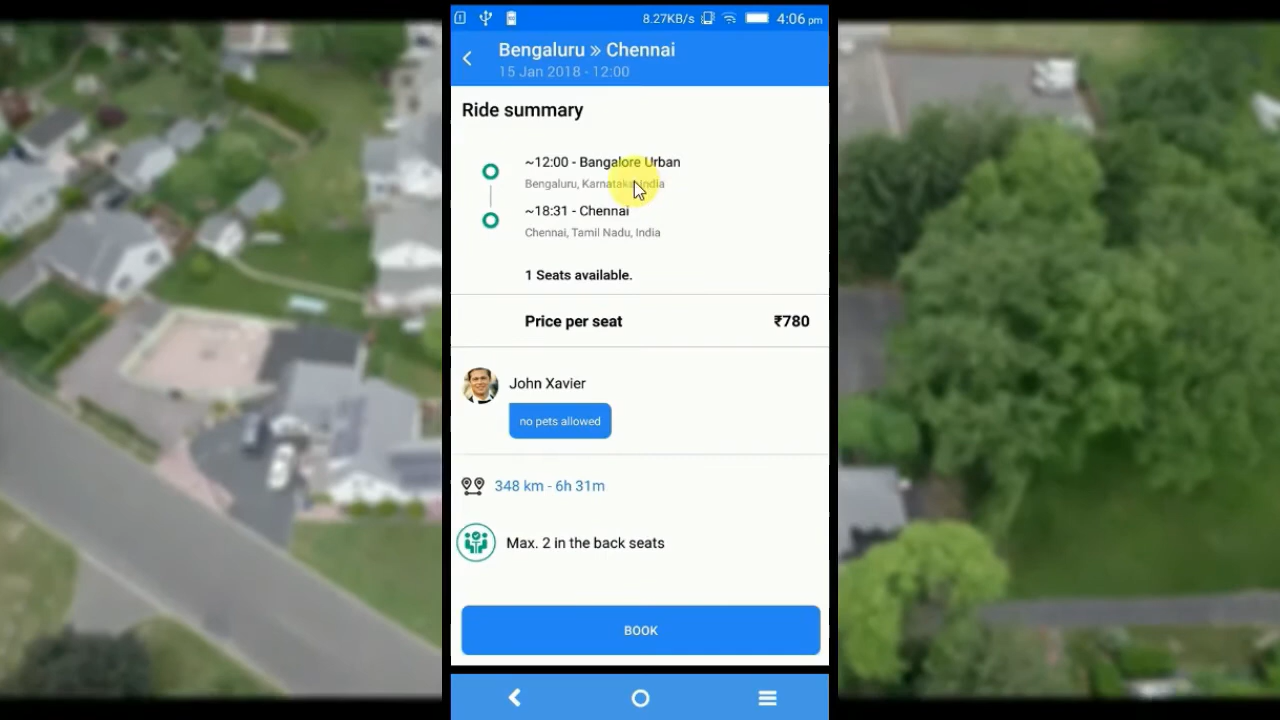 8.27KB/s 4:06 pm
Bengaluru » Chennai
15 Jan 2018 - 12:00
Ride summary
~12:00 - Bangalore Urban
Bengaluru, Karnataka, India
~18:31 - Chennai
Chennai, Tamil Nadu, India
1 Seats available.
Price per seat ₹780
John Xavier
no pets allowed
348 km - 6h 31m
Max. 2 in the back seats
BOOK